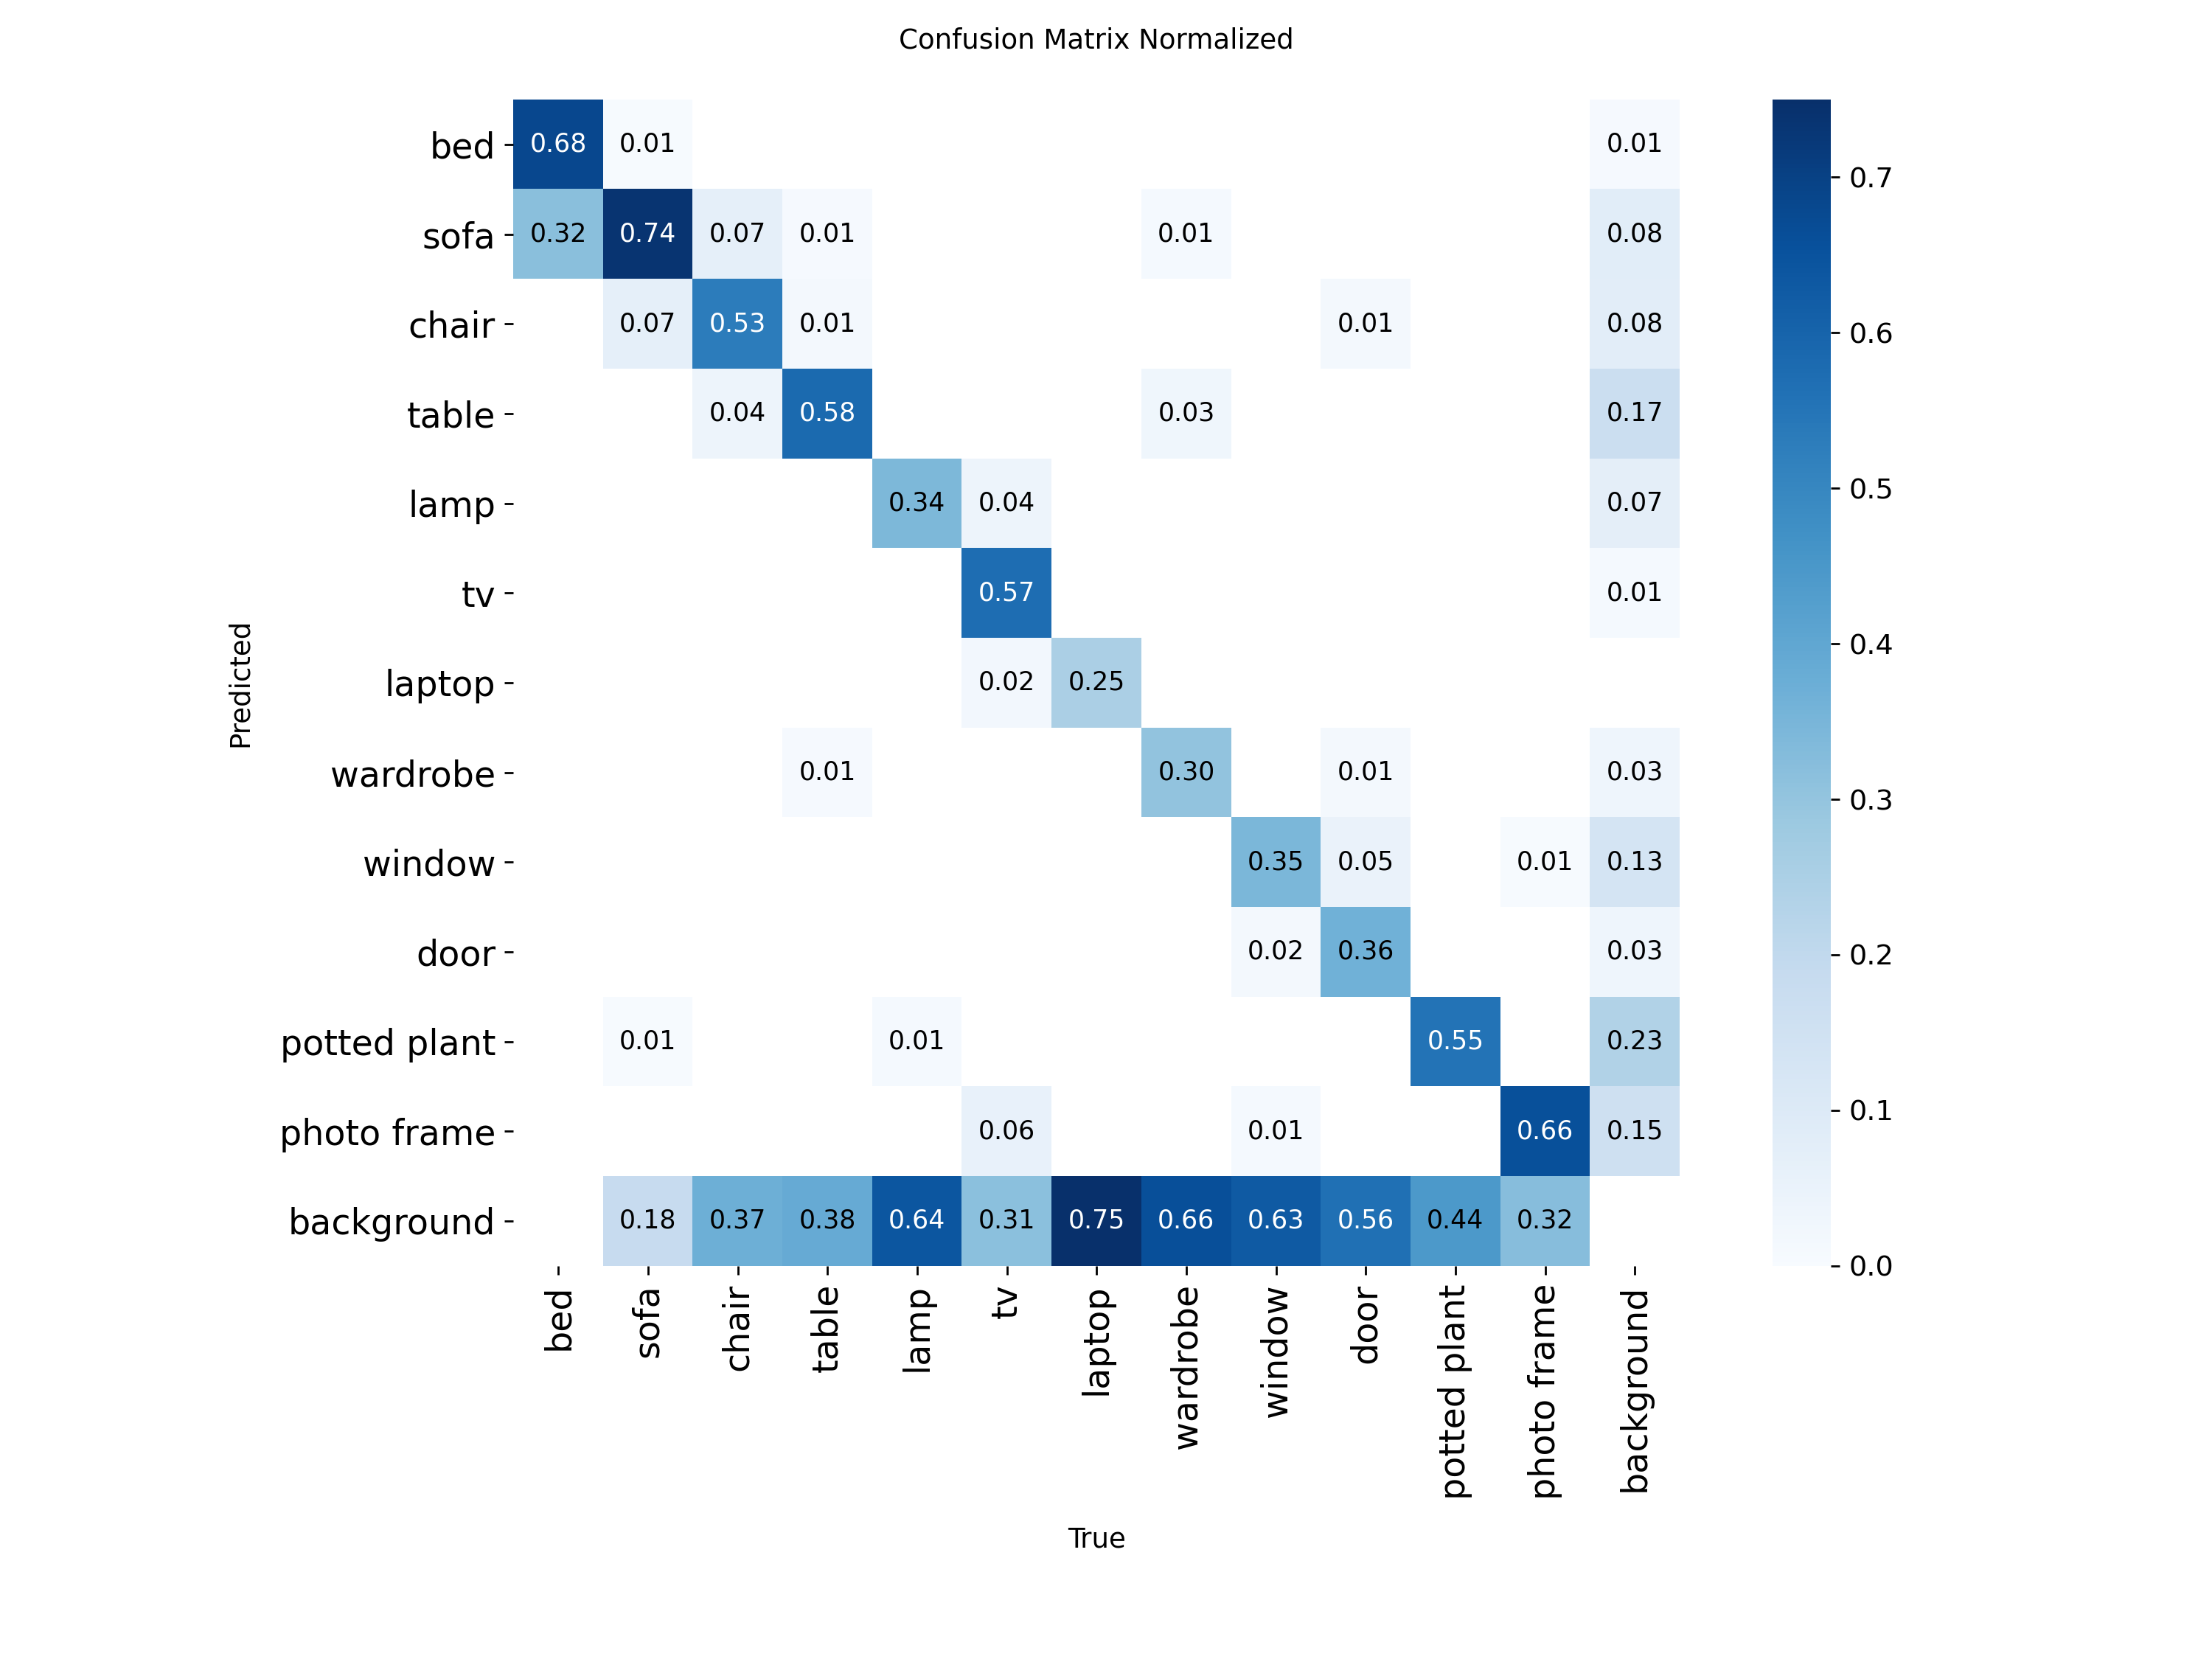 Confusion Matrix Normalized
bed 0.68 0.01 0.01
sofa 0.32 0.74 0.07 0.01 0.01 0.08
chair 0.07 0.53 0.01 0.01 0.08
table 0.04 0.58 0.03 0.17
lamp 0.34 0.04 0.07
tv 0.57 0.01
laptop 0.02 0.25
wardrobe 0.01 0.30 0.01 0.03
window 0.35 0.05 0.01 0.13
door 0.02 0.36 0.03
potted plant 0.01 0.01 0.55 0.23
photo frame 0.06 0.01 0.66 0.15
background 0.18 0.37 0.38 0.64 0.31 0.75 0.66 0.63 0.56 0.44 0.32
Predicted
bed sofa chair table lamp tv laptop wardrobe window door potted plant photo frame background
True
0.7
0.6
0.5
0.4
0.3
0.2
0.1
0.0